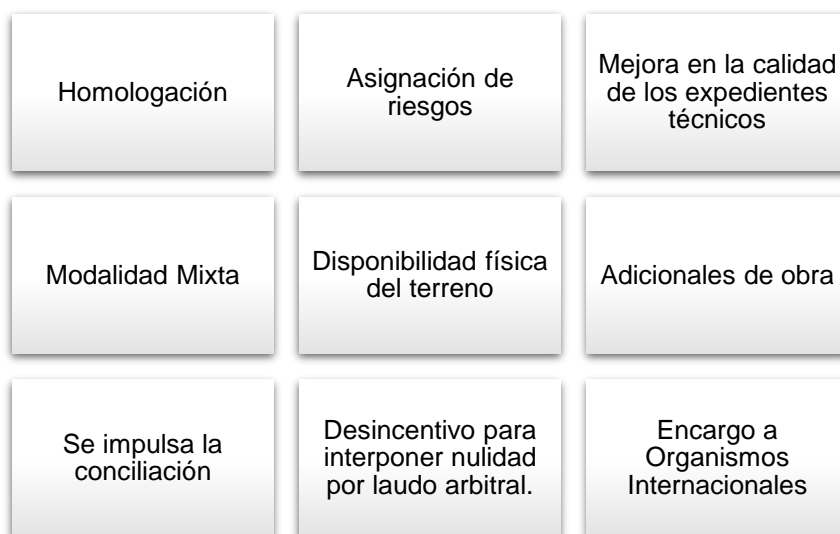 Homologación
Asignación de
riesgos
Mejora en la calidad
de los expedientes
técnicos
Modalidad Mixta
Disponibilidad física
del terreno
Adicionales de obra
Se impulsa la
conciliación
Desincentivo para
interponer nulidad
por laudo arbitral.
Encargo a
Organismos
Internacionales